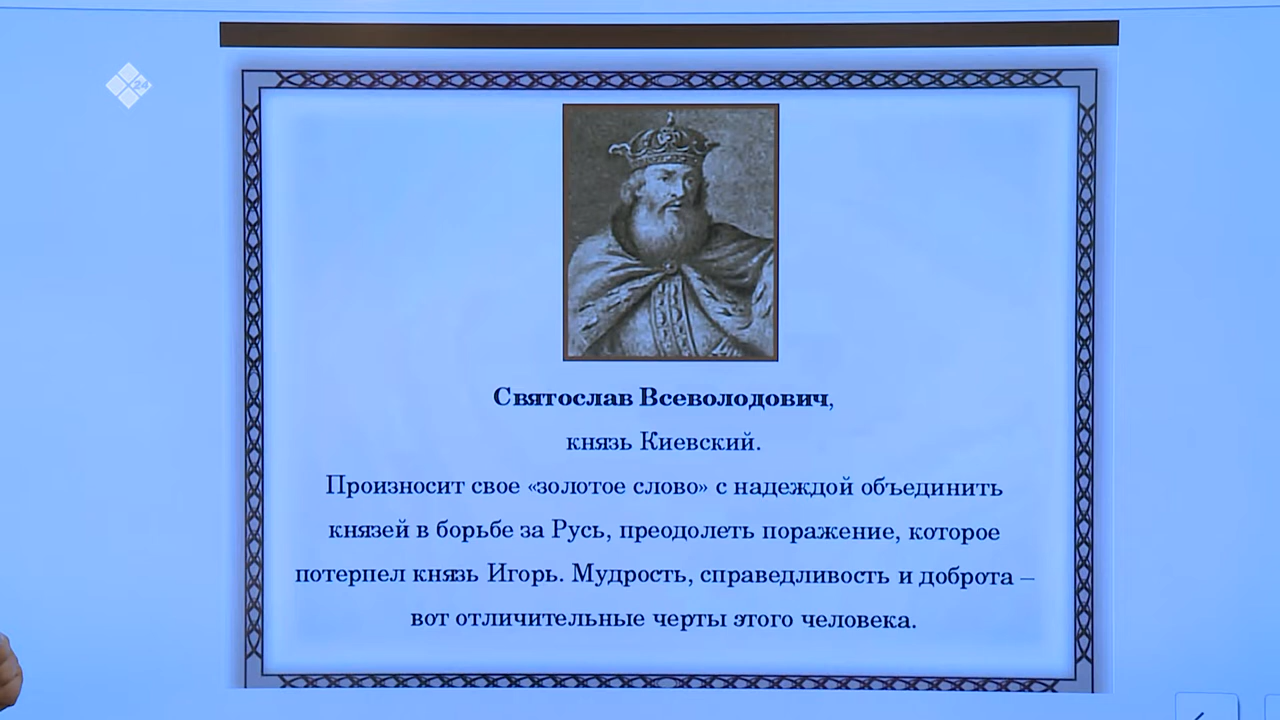 x24
Святослав Всеволодович,
князь Киевский.
Произносит свое «золотое слово» с надеждой объединить
князей в борьбе за Русь, преодолеть поражение, которое
потерпел князь Игорь. Мудрость, справедливость и доброта –
вот отличительные черты этого человека.